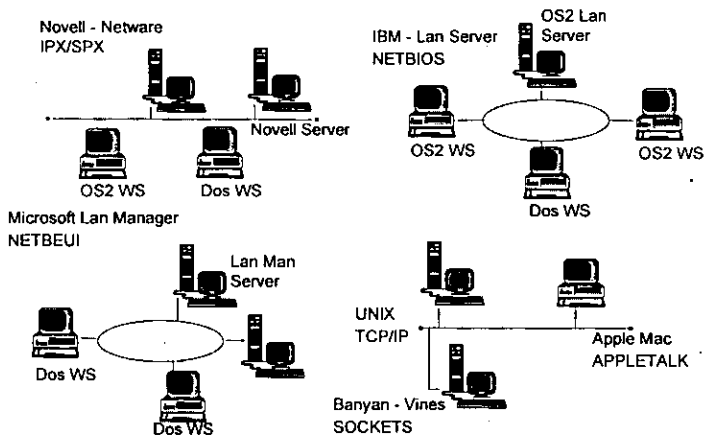 Novell - Netware
IPX/SPX
Novell Server
OS2 WS
Dos WS
IBM - Lan Server
NETBIOS
OS2 Lan
Server
OS2 WS
OS2 WS
Dos WS
Microsoft Lan Manager
NETBEUI
Lan Man
Server
Dos WS
Dos WS
UNIX
TCP/IP
Apple Mac
APPLETALK
Banyan - Vines
SOCKETS